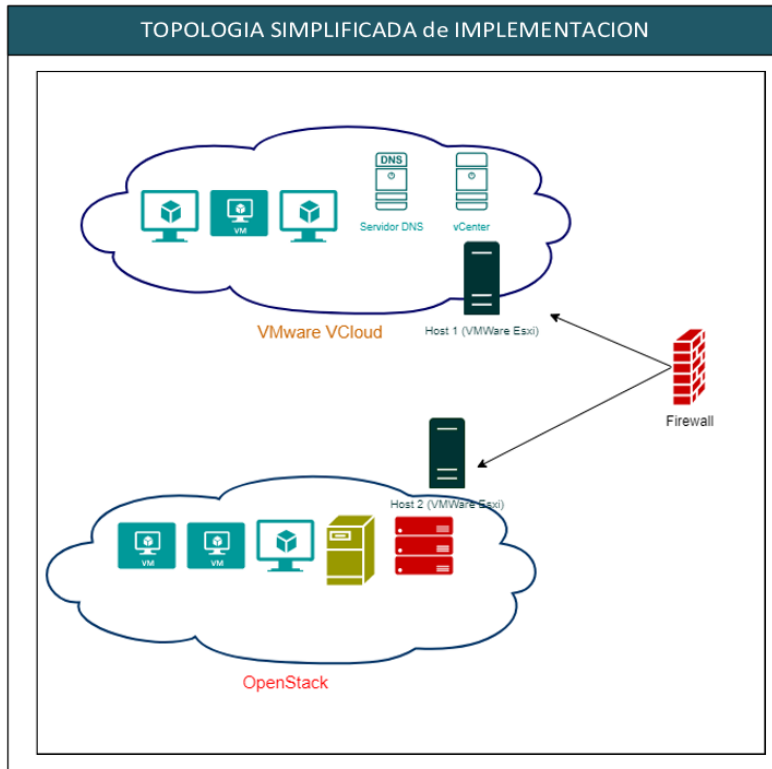 TOPOLOGIA SIMPLIFICADA de IMPLEMENTACION
DNS
VM
Servidor DNS
vCenter
VMware VCloud
Host 1 (VMWare Esxi)
Firewall
Host 2 (VMWare Esxi)
VM
VM
OpenStack